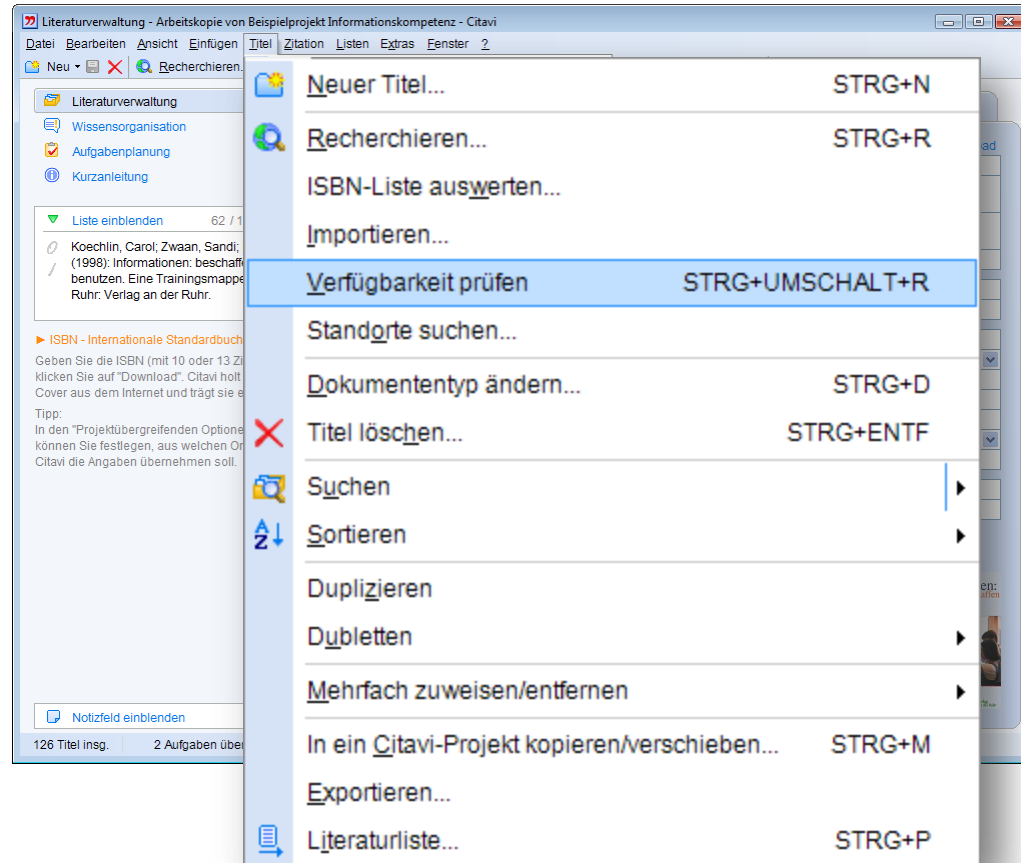 Literaturverwaltung - Arbeitskopie von Beispielprojekt Informationskompetenz - Citavi
Datei Bearbeiten Ansicht Einfügen Titel Zitation Listen Extras Fenster ?
Neu Recherchieren.
Literaturverwaltung
Wissensorganisation
Aufgabenplanung
Kurzanleitung
Liste einblenden 62 / 1
Koechlin, Carol; Zwaan, Sandi;
(1998): Informationen: beschaffe
benutzen. Eine Trainingsmappe
Ruhr: Verlag an der Ruhr.
ISBN - Internationale Standardbuch
Geben Sie die ISBN (mit 10 oder 13 Zi
klicken Sie auf "Download". Citavi holt
Cover aus dem Internet und trägt sie e
Tipp:
In den "Projektübergreifenden Optione
können Sie festlegen, aus welchen Or
Citavi die Angaben übernehmen soll.
Notizfeld einblenden
126 Titel insg. 2 Aufgaben über
Neuer Titel... STRG+N
Recherchieren... STRG+R
ISBN-Liste auswerten...
Importieren...
Verfügbarkeit prüfen STRG+UMSCHALT+R
Standorte suchen...
Dokumententyp ändern... STRG+D
Titel löschen... STRG+ENTF
Suchen
Sortieren
Duplizieren
Dubletten
Mehrfach zuweisen/entfernen
In ein Citavi-Projekt kopieren/verschieben... STRG+M
Exportieren...
Literaturliste... STRG+P
ad
en:
affen